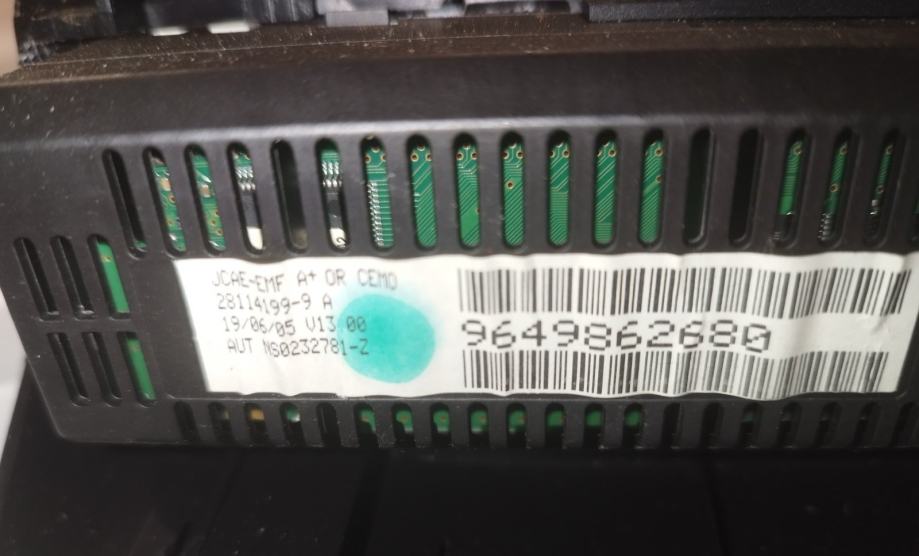 JCAE-EMF A+ OR CEMO
28114199-9 A
19/06/05 V13.00
AUT NS0232781-Z
9649862680